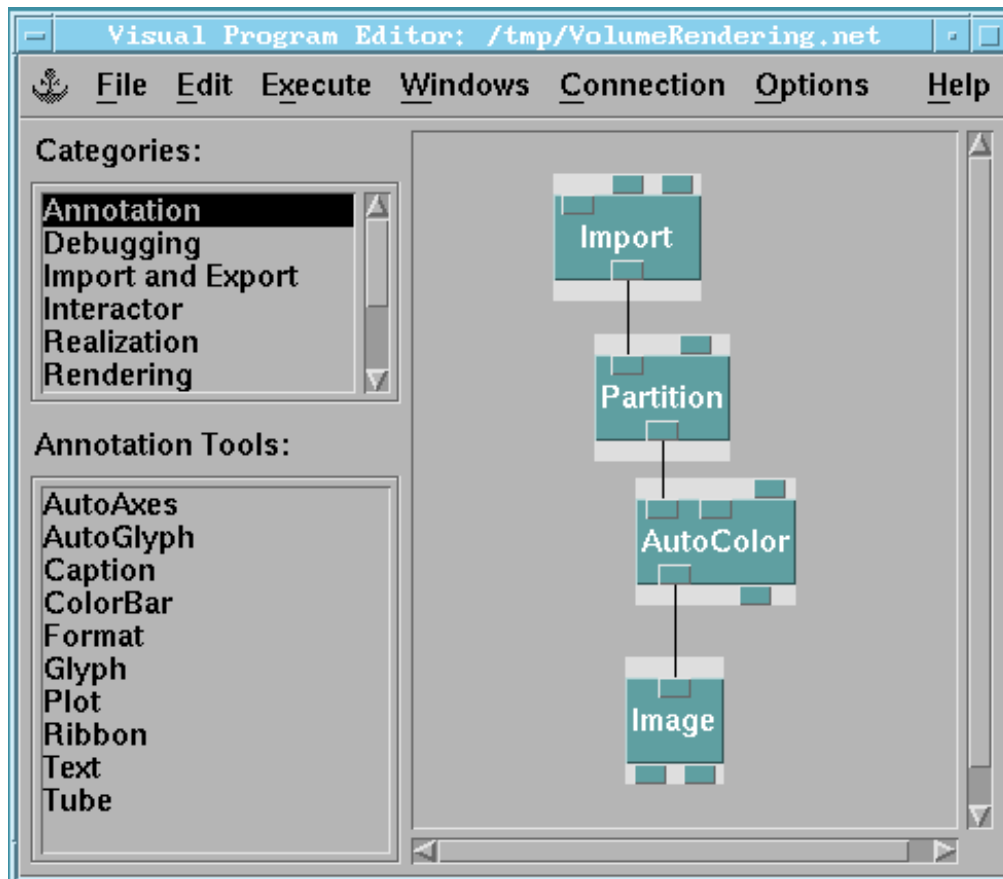 Visual Program Editor: /tmp/VolumeRendering.net
File Edit Execute Windows Connection Options Help
Categories:
Annotation
Debugging
Import and Export
Interactor
Realization
Rendering
Annotation Tools:
AutoAxes
AutoGlyph
Caption
ColorBar
Format
Glyph
Plot
Ribbon
Text
Tube
Import
Partition
AutoColor
Image